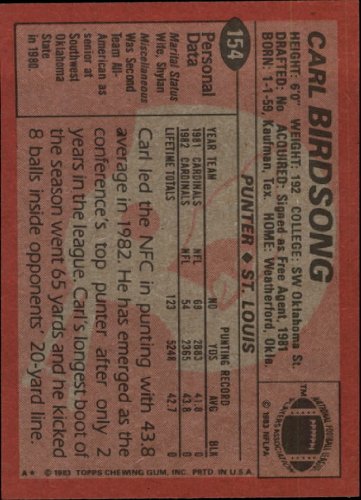 CARL BIRDSONG
PUNTER ◆ ST. LOUIS
HEIGHT: 6'0" WEIGHT: 192 COLLEGE: SW Oklahoma St.
DRAFTED: No ACQUIRED: Signed as Free Agent, 1981
BORN: 1-1-59, Kaufman, Tex. HOME: Weatherford, Okla.
NATIONAL FOOTBALL LEAGUE
PLAYERS ASSOCIATION
TM
© 1983 NFLPA
154
Personal
Data
Marital Status
Wife, Shylan
Miscellaneous
Was Second
Team All-
American as
senior at
Southwest
Oklahoma
State
in 1980.
PUNTING RECORD
YEAR TEAM NO YDS AVG BLK
1981 CARDINALS NFL 69 2883 41.8 0
1982 CARDINALS NFL 54 2365 43.8 0
LIFETIME TOTALS 123 5248 42.7 0
Carl led the NFC in punting with 43.8
average in 1982. He has emerged as the
conference's top punter after only 2
years in the league. Carl's longest boot of
the season went 65 yards and he kicked
8 balls inside opponents' 20-yard line.
A* © 1983 TOPPS CHEWING GUM, INC. PRTD IN U.S.A.